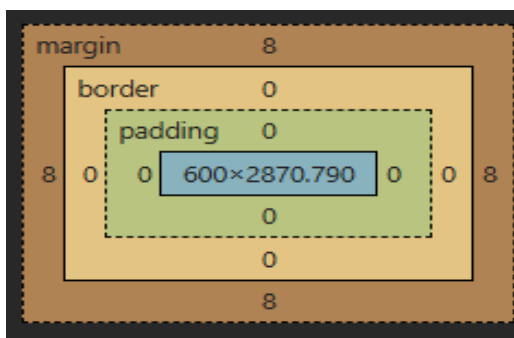 margin 8
border 0
padding 0
8 0 0 600×2870.790 0 0 8
0
0
8